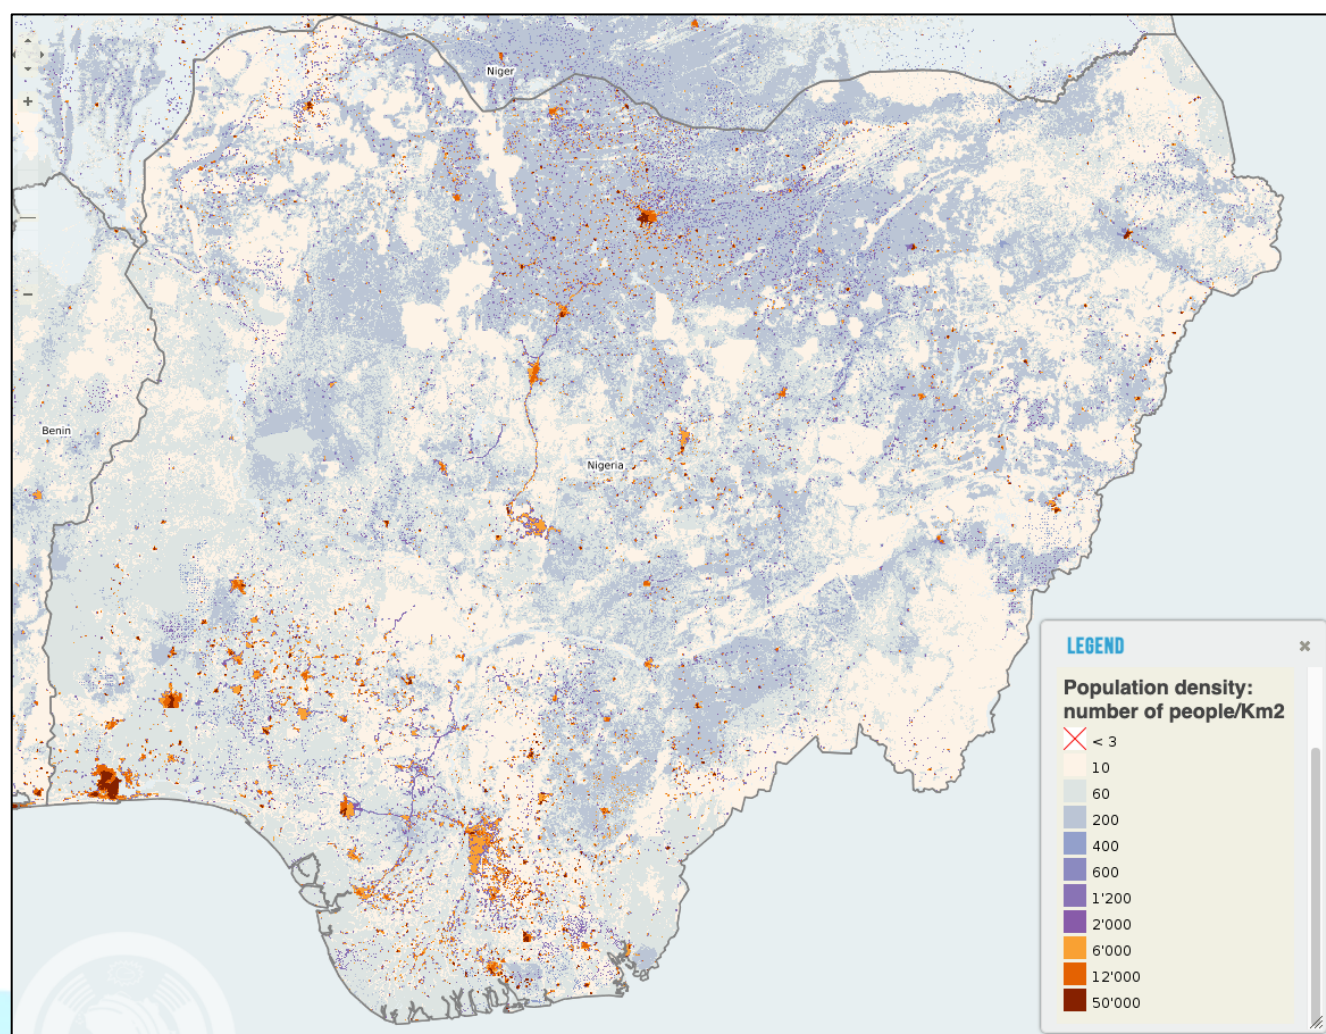 Niger
Benin
Nigeria
+
−
LEGEND ×
Population density:
number of people/Km2
< 3
10
60
200
400
600
1'200
2'000
6'000
12'000
50'000